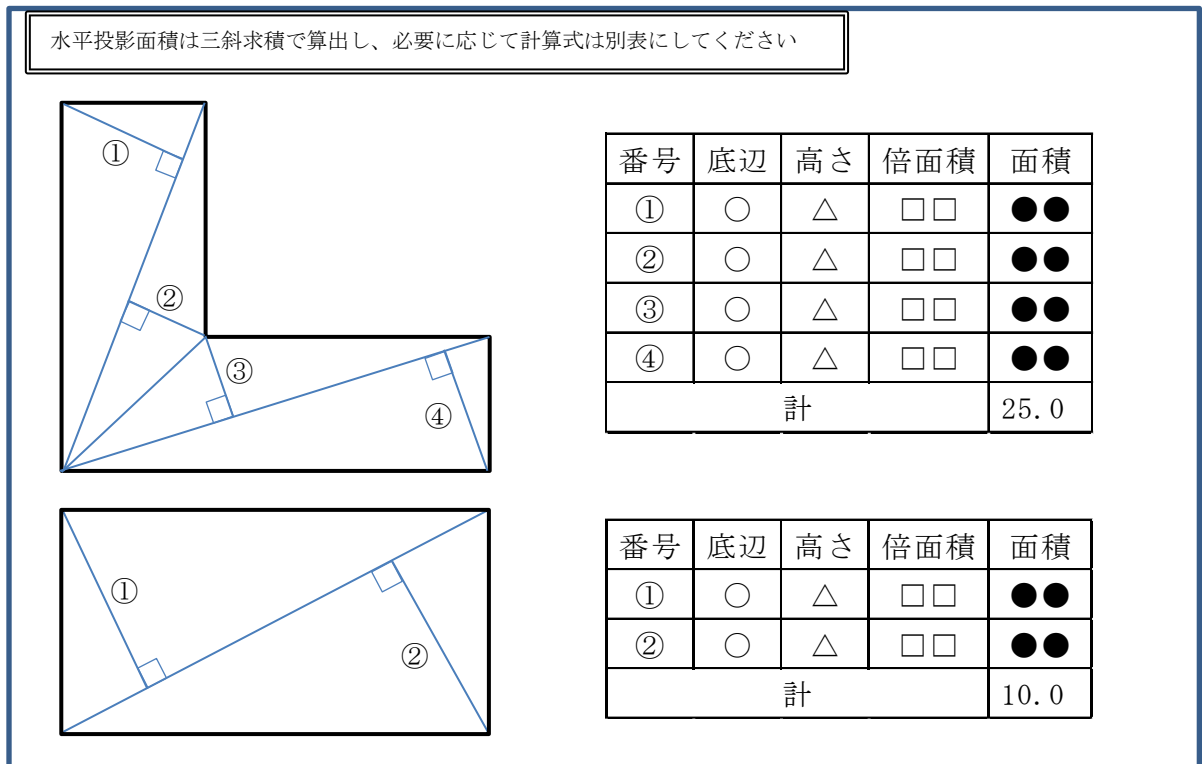 水平投影面積は三斜求積で算出し、必要に応じて計算式は別表にしてください
①
②
③
④
番号 底辺 高さ 倍面積 面積
① ○ △ □□ ●●
② ○ △ □□ ●●
③ ○ △ □□ ●●
④ ○ △ □□ ●●
計 25.0
①
②
番号 底辺 高さ 倍面積 面積
① ○ △ □□ ●●
② ○ △ □□ ●●
計 10.0